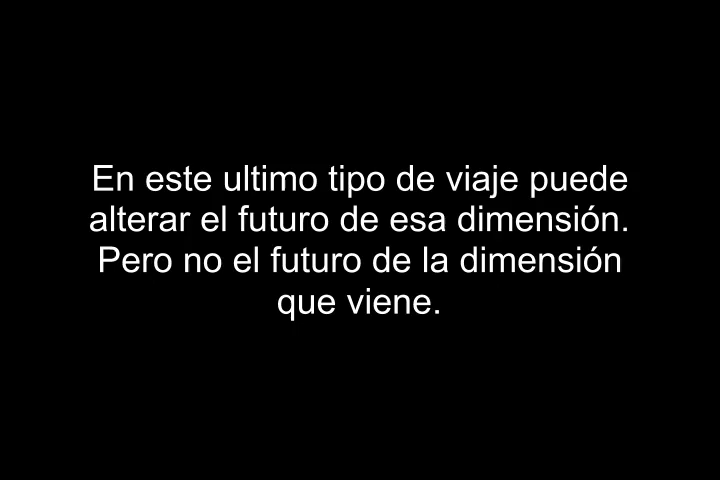 En este ultimo tipo de viaje puede
alterar el futuro de esa dimensión.
Pero no el futuro de la dimensión
que viene.